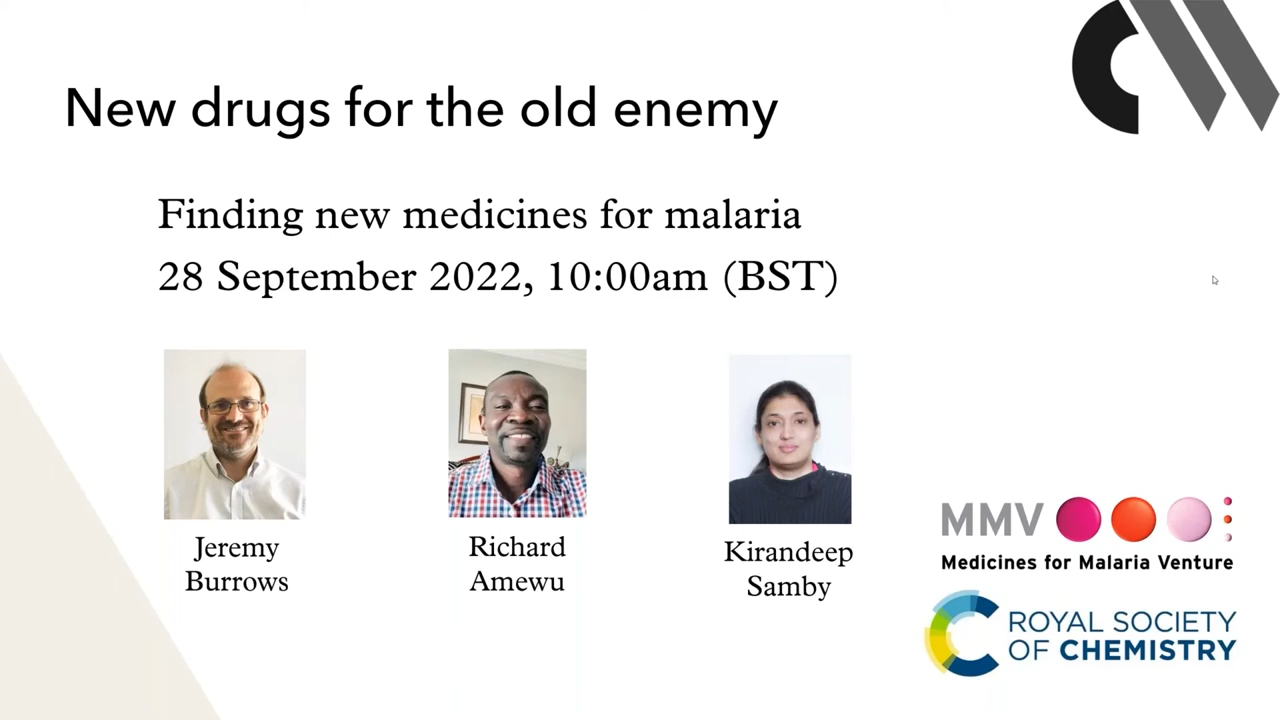 New drugs for the old enemy
Finding new medicines for malaria
28 September 2022, 10:00am (BST)
Jeremy
Burrows
Richard
Amewu
Kirandeep
Samby
MMV
Medicines for Malaria Venture
ROYAL SOCIETY
OF CHEMISTRY